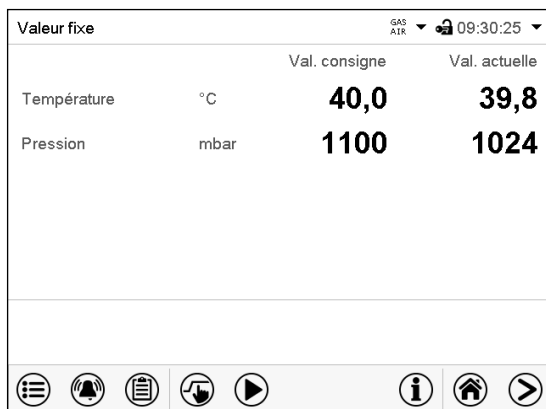 Valeur fixe GAS AIR 09:30:25
Val. consigne Val. actuelle
Température °C 40,0 39,8
Pression mbar 1100 1024